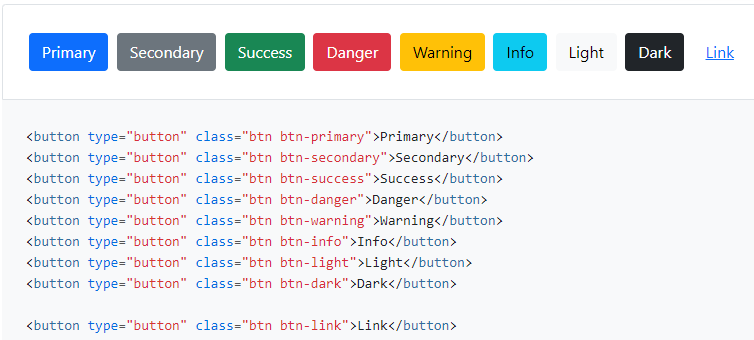 Primary Secondary Success Danger Warning Info Light Dark Link
<button type="button" class="btn btn-primary">Primary</button>
<button type="button" class="btn btn-secondary">Secondary</button>
<button type="button" class="btn btn-success">Success</button>
<button type="button" class="btn btn-danger">Danger</button>
<button type="button" class="btn btn-warning">Warning</button>
<button type="button" class="btn btn-info">Info</button>
<button type="button" class="btn btn-light">Light</button>
<button type="button" class="btn btn-dark">Dark</button>
<button type="button" class="btn btn-link">Link</button>